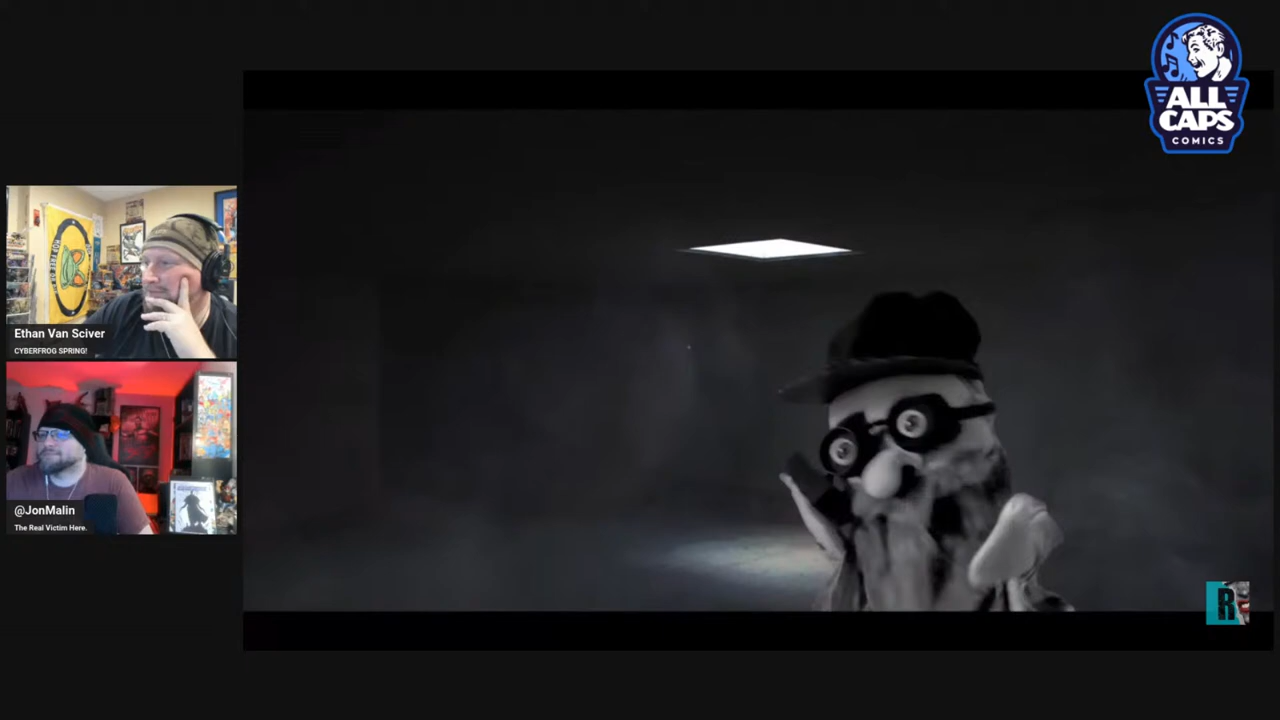 ALL
CAPS
COMICS
Ethan Van Sciver
CYBERFROG SPRING!
@JonMalin
The Real Victim Here.
R